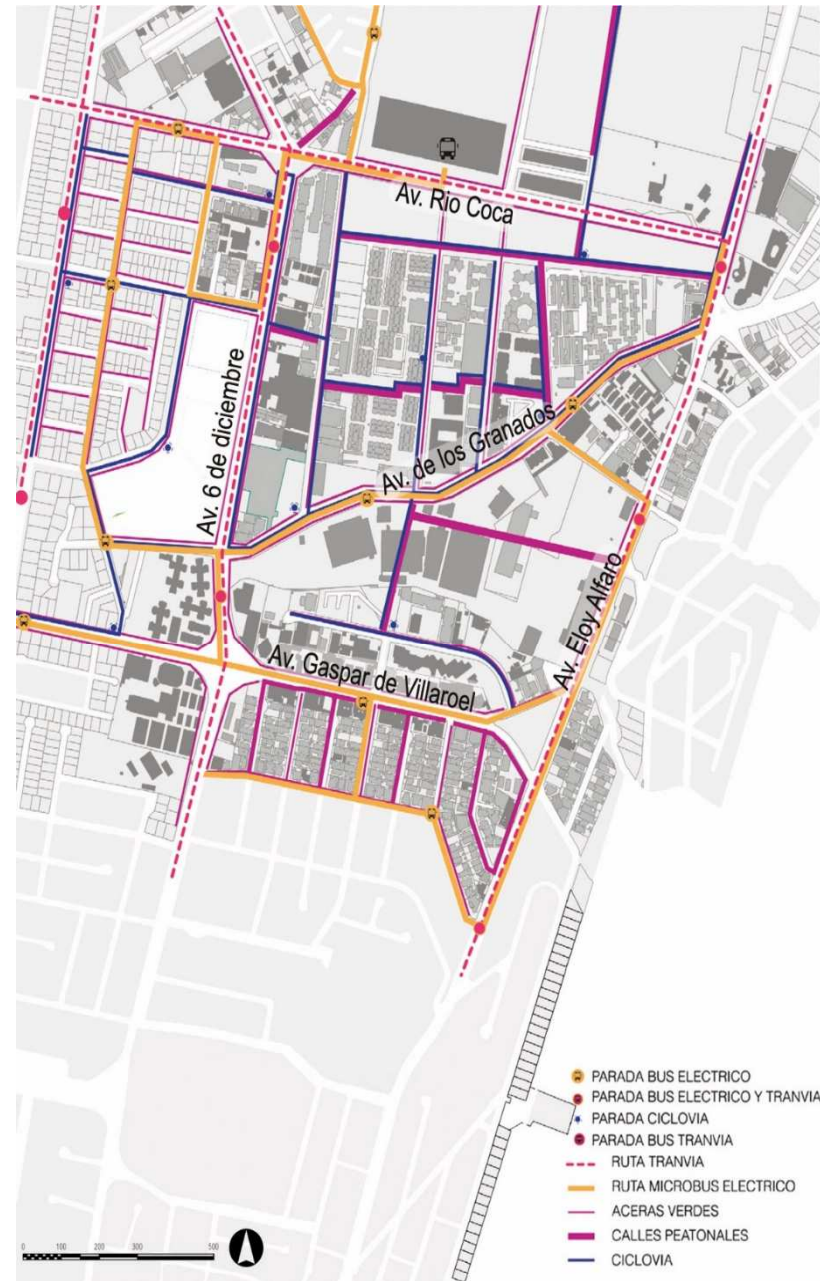 Av. Rio Coca
Av. 6 de diciembre
Av. de los Granados
Av. Eloy Alfaro
Av. Gaspar de Villaroel
PARADA BUS ELECTRICO
PARADA BUS ELECTRICO Y TRANVIA
PARADA CICLOVIA
PARADA BUS TRANVIA
RUTA TRANVIA
RUTA MICROBUS ELECTRICO
ACERAS VERDES
CALLES PEATONALES
CICLOVIA
0 100 200 300 500